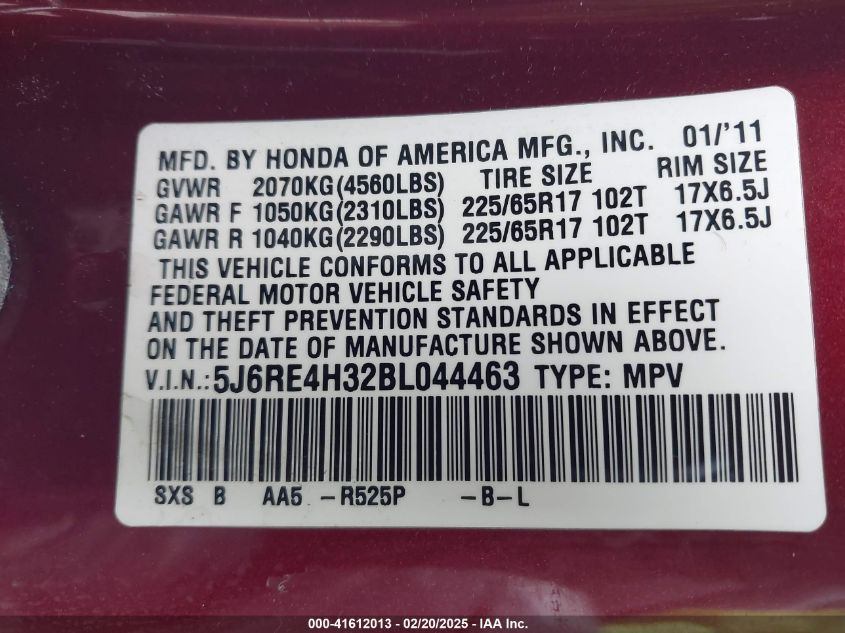 MFD. BY HONDA OF AMERICA MFG., INC. 01/'11
GVWR 2070KG(4560LBS) TIRE SIZE RIM SIZE
GAWR F 1050KG(2310LBS) 225/65R17 102T 17X6.5J
GAWR R 1040KG(2290LBS) 225/65R17 102T 17X6.5J
THIS VEHICLE CONFORMS TO ALL APPLICABLE
FEDERAL MOTOR VEHICLE SAFETY
AND THEFT PREVENTION STANDARDS IN EFFECT
ON THE DATE OF MANUFACTURE SHOWN ABOVE.
V.I.N.:5J6RE4H32BL044463 TYPE: MPV
SXS B AA5 -R525P -B-L
000-41612013 - 02/20/2025 - IAA Inc.